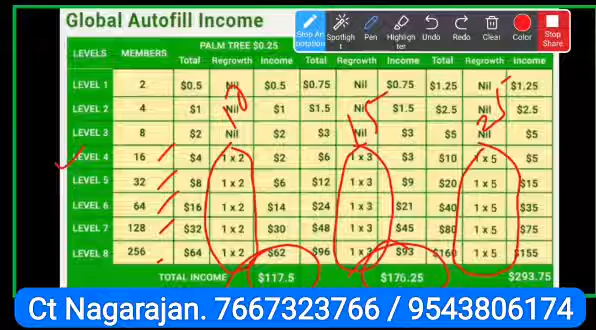 Global Autofill Income
Stop Annotation Spotlight Pen Highlighter Undo Redo Clear Color Stop Share
LEVELS MEMBERS PALM TREE $0.25
Total Regrowth Income Total Regrowth Income Total Regrowth Income
LEVEL 1 2 $0.5 Nil $0.5 $0.75 Nil $0.75 $1.25 Nil $1.25
LEVEL 2 4 $1 Nil $1 $1.5 Nil $1.5 $2.5 Nil $2.5
LEVEL 3 8 $2 Nil $2 $3 Nil $3 $5 Nil $5
LEVEL 4 16 $4 1 x 2 $2 $6 1 x 3 $3 $10 1 x 5 $5
LEVEL 5 32 $8 1 x 2 $6 $12 1 x 3 $9 $20 1 x 5 $15
LEVEL 6 64 $16 1 x 2 $14 $24 1 x 3 $21 $40 1 x 5 $35
LEVEL 7 128 $32 1 x 2 $30 $48 1 x 3 $45 $80 1 x 5 $75
LEVEL 8 256 $64 1 x 2 $62 $96 1 x 3 $93 $160 1 x 5 $155
TOTAL INCOME $117.5 $176.25 $293.75
Ct Nagarajan. 7667323766 / 9543806174